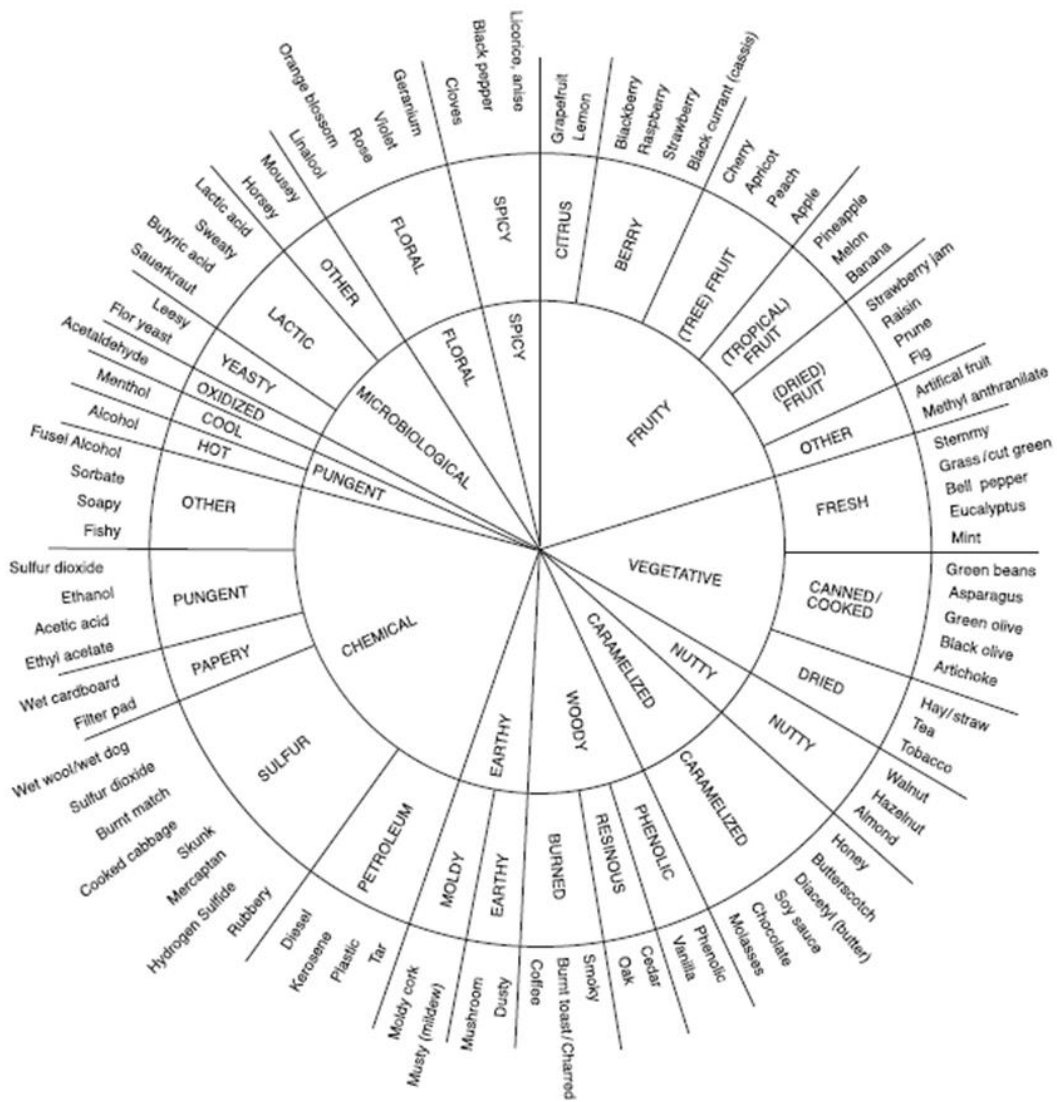 Licorice, anise
Black pepper
Cloves
Geranium
Violet
Rose
Orange blossom
Linalool
Mousey
Horsey
Lactic acid
Sweaty
Butyric acid
Sauerkraut
Leesy
Flor yeast
Acetaldehyde
Menthol
Alcohol
Fusel Alcohol
Sorbate
Soapy
Fishy
Sulfur dioxide
Ethanol
Acetic acid
Ethyl acetate
Wet cardboard
Filter pad
Wet wool/wet dog
Sulfur dioxide
Burnt match
Cooked cabbage
Skunk
Mercaptan
Hydrogen Sulfide
Rubbery
Diesel
Kerosene
Plastic
Tar
Moldy cork
Musty (mildew)
Mushroom
Dusty
Coffee
Burnt toast/Charred
Smoky
Oak
Cedar
Vanilla
Phenolic
Molasses
Chocolate
Soy sauce
Diacetyl (butter)
Butterscotch
Honey
Almond
Hazelnut
Walnut
Tobacco
Tea
Hay/straw
Artichoke
Black olive
Green olive
Asparagus
Green beans
Mint
Eucalyptus
Bell pepper
Grass/cut green
Stemmy
Methyl anthranilate
Artifical fruit
Fig
Prune
Raisin
Strawberry jam
Banana
Melon
Pineapple
Apple
Peach
Apricot
Cherry
Black currant (cassis)
Strawberry
Raspberry
Blackberry
Lemon
Grapefruit
SPICY
FLORAL
OTHER
LACTIC
YEASTY
OXIDIZED
COOL
HOT
OTHER
PUNGENT
PAPERY
SULFUR
PETROLEUM
MOLDY
EARTHY
BURNED
RESINOUS
PHENOLIC
CARAMELIZED
NUTTY
DRIED
CANNED/
COOKED
FRESH
OTHER
(DRIED)
FRUIT
(TROPICAL)
FRUIT
(TREE) FRUIT
BERRY
CITRUS
SPICY
FLORAL
MICROBIOLOGICAL
PUNGENT
CHEMICAL
EARTHY
WOODY
CARAMELIZED
NUTTY
VEGETATIVE
FRUITY